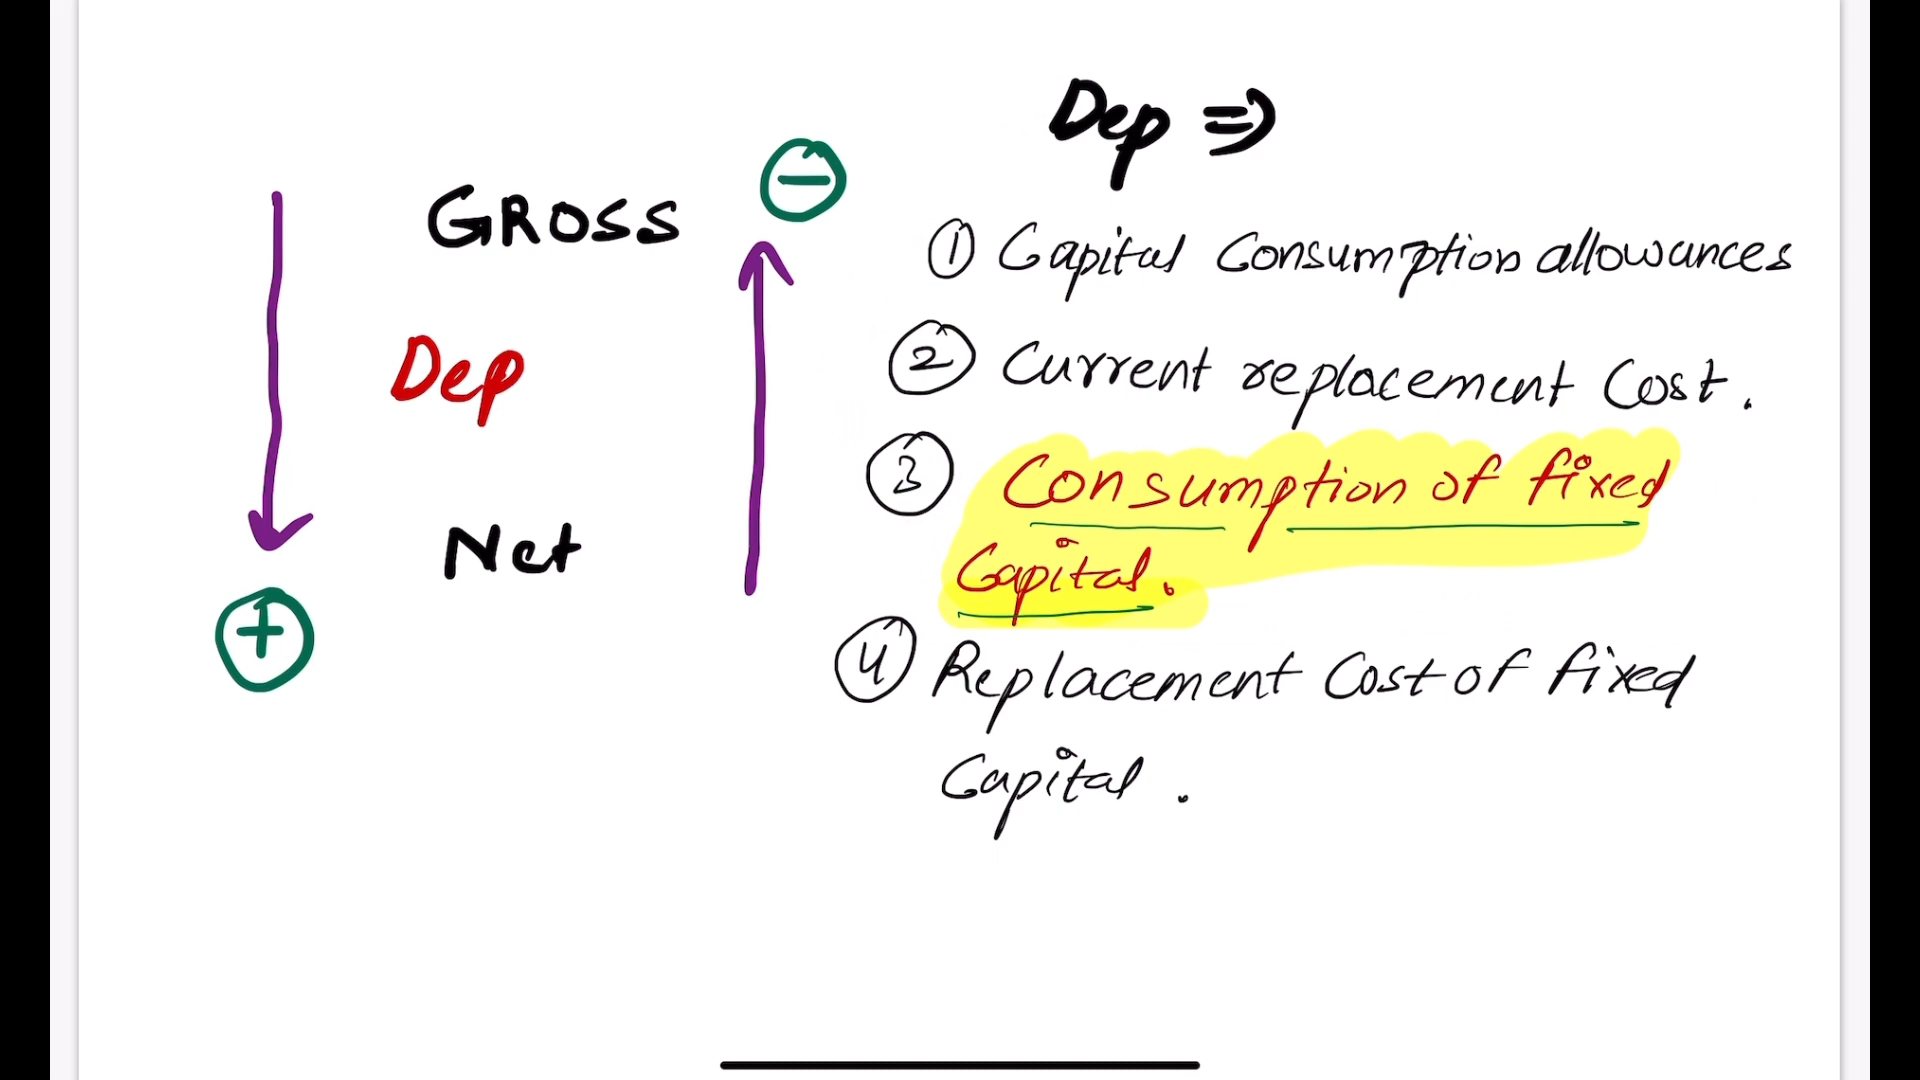 GROSS
Dep
Net
−
+
Dep ⇒
① Capital Consumption allowances
② Current replacement Cost.
③ Consumption of fixed
Capital.
④ Replacement Cost of fixed
Capital.